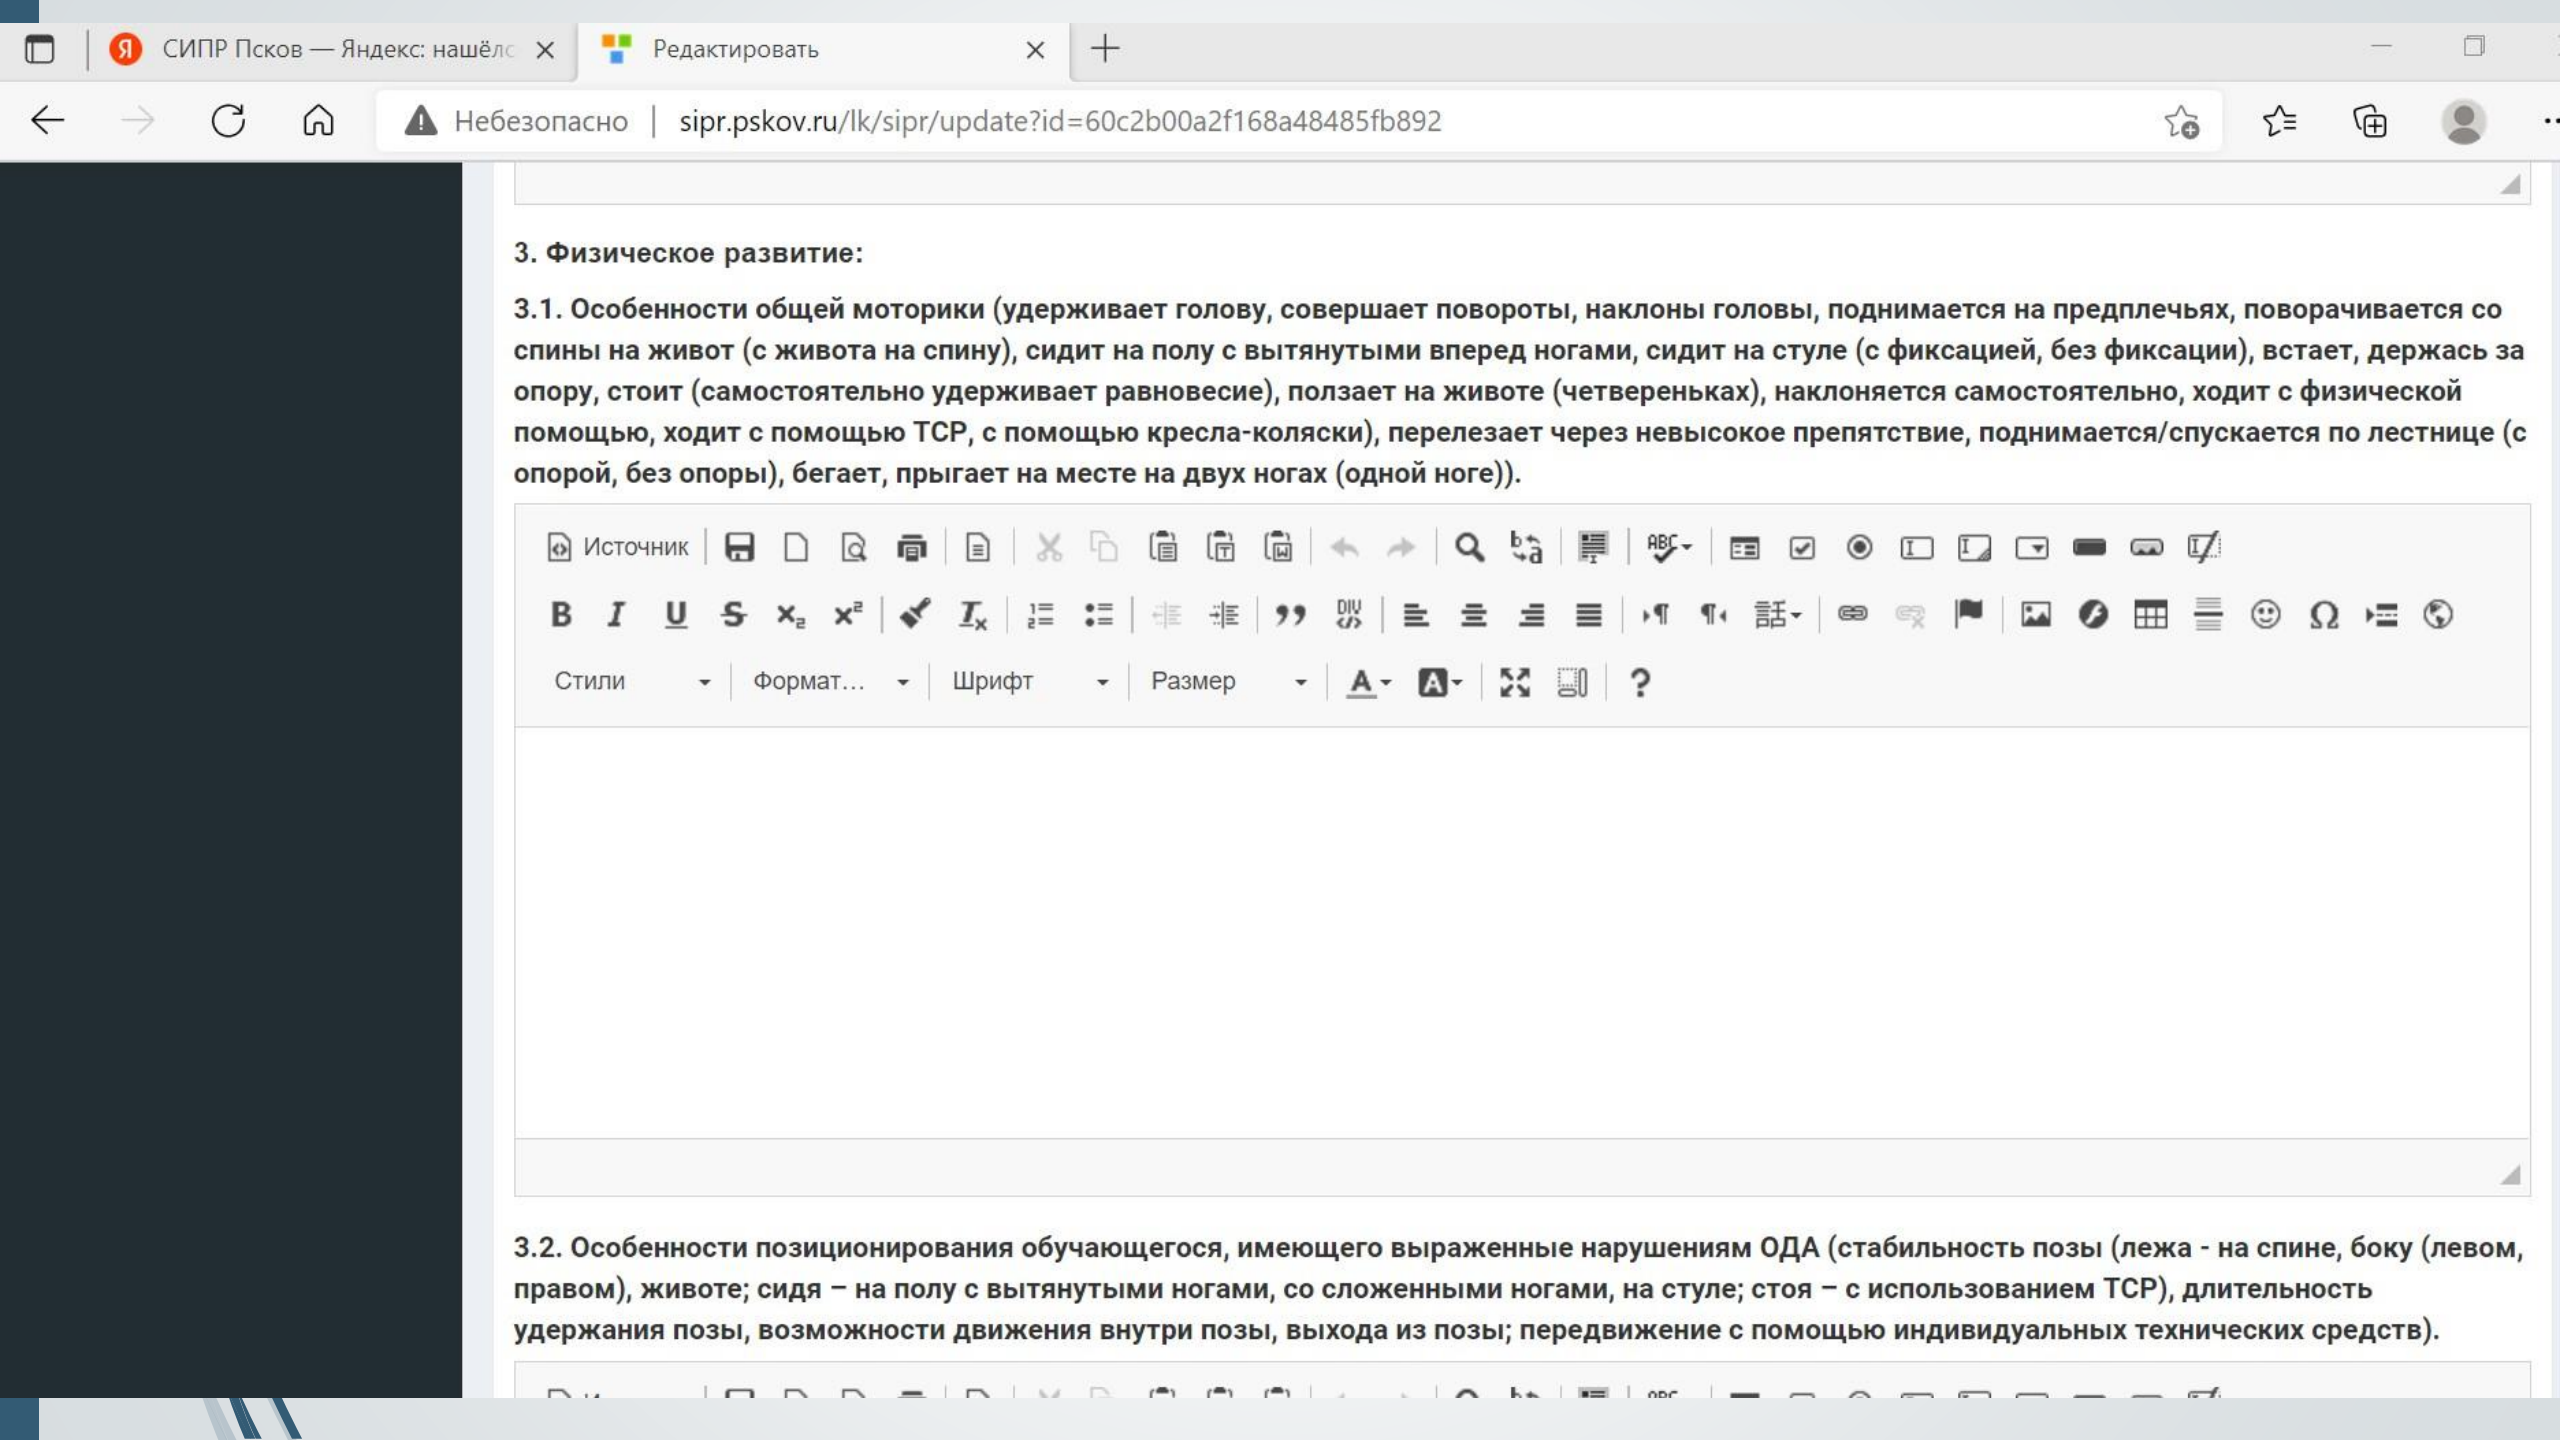 СИПР Псков — Яндекс: нашёлс
Редактировать
Небезопасно | sipr.pskov.ru/lk/sipr/update?id=60c2b00a2f168a48485fb892
3. Физическое развитие:
3.1. Особенности общей моторики (удерживает голову, совершает повороты, наклоны головы, поднимается на предплечьях, поворачивается со
спины на живот (с живота на спину), сидит на полу с вытянутыми вперед ногами, сидит на стуле (с фиксацией, без фиксации), встает, держась за
опору, стоит (самостоятельно удерживает равновесие), ползает на животе (четвереньках), наклоняется самостоятельно, ходит с физической
помощью, ходит с помощью ТСР, с помощью кресла-коляски), перелезает через невысокое препятствие, поднимается/спускается по лестнице (с
опорой, без опоры), бегает, прыгает на месте на двух ногах (одной ноге)).
Источник
Стили Формат... Шрифт Размер
3.2. Особенности позиционирования обучающегося, имеющего выраженные нарушениям ОДА (стабильность позы (лежа - на спине, боку (левом,
правом), животе; сидя – на полу с вытянутыми ногами, со сложенными ногами, на стуле; стоя – с использованием ТСР), длительность
удержания позы, возможности движения внутри позы, выхода из позы; передвижение с помощью индивидуальных технических средств).